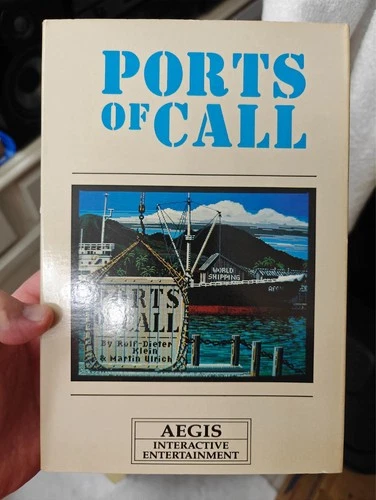 PORTS
OF CALL
WORLD
SHIPPING
PORTS
OF CALL
By Rolf-Dieter
Klein
& Martin Ulrich
AEGIS
INTERACTIVE
ENTERTAINMENT